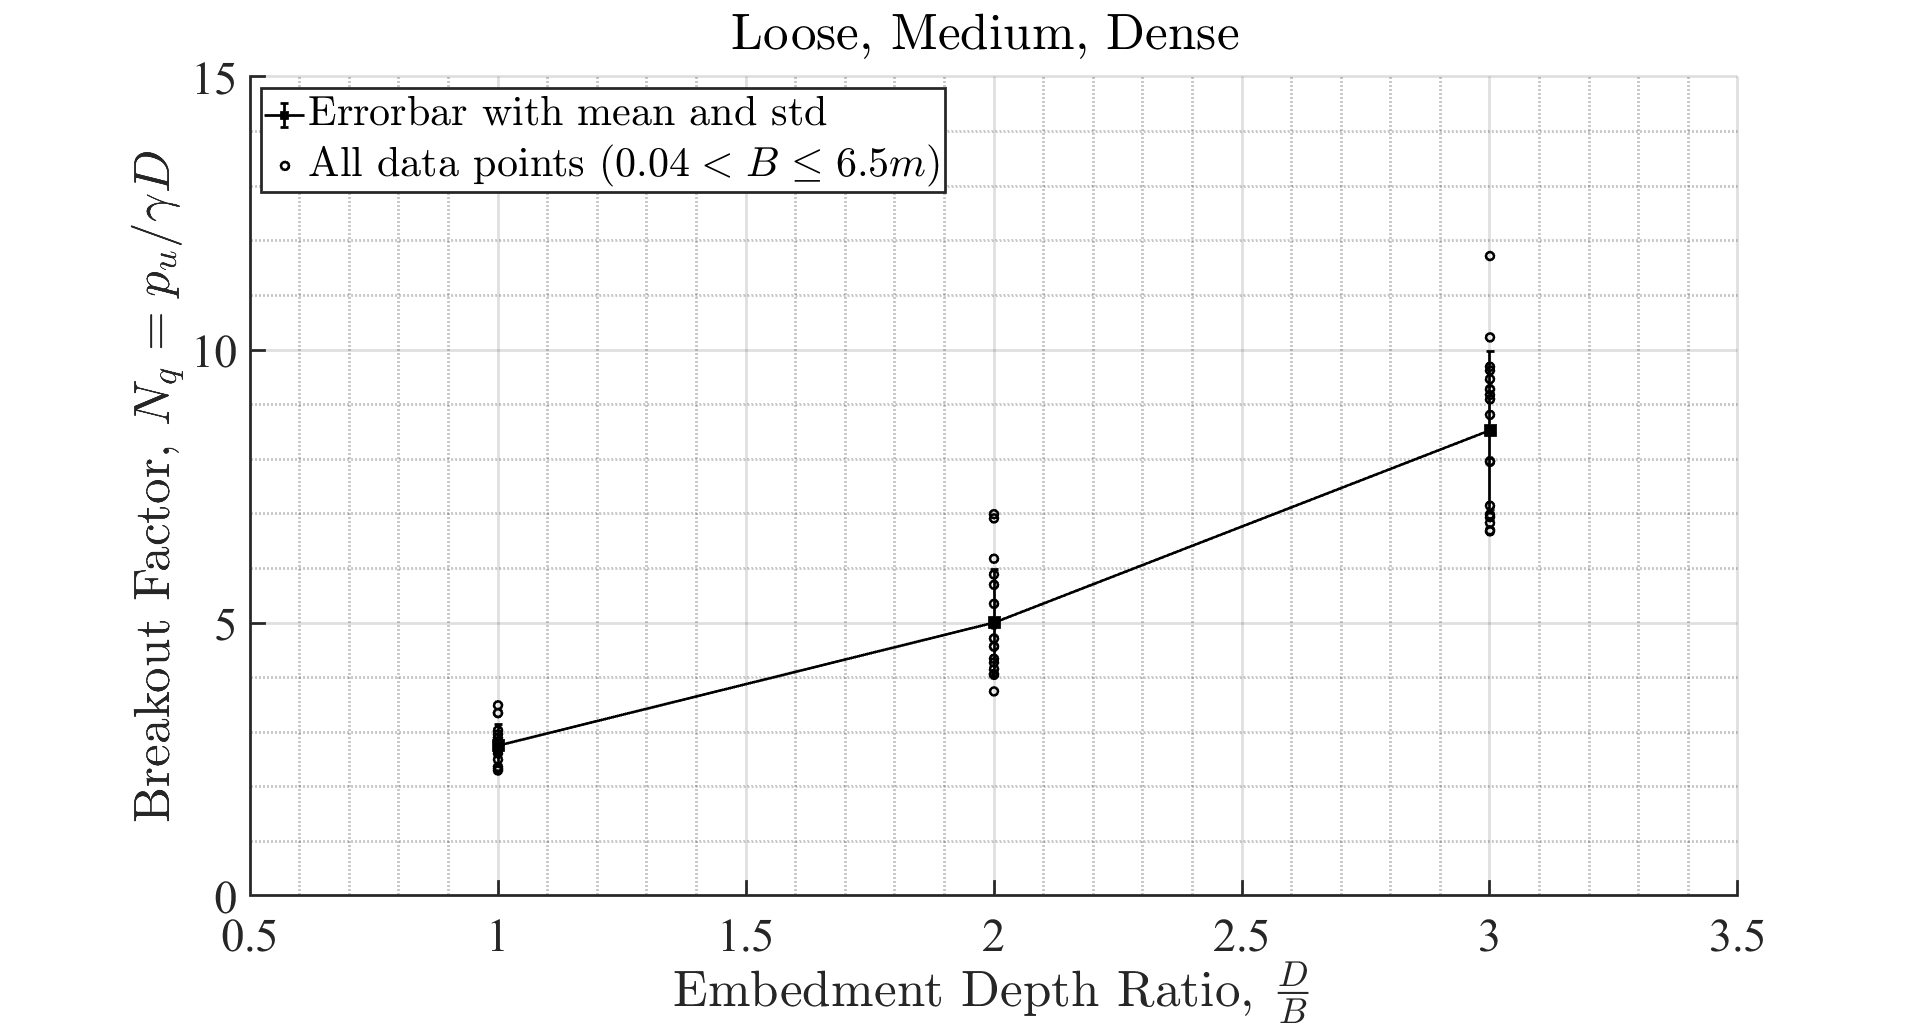 Loose, Medium, Dense
Errorbar with mean and std
All data points (0.04 < B ≤ 6.5m)
Breakout Factor, N_q = p_u/γD
15
10
5
0
0.5 1 1.5 2 2.5 3 3.5
Embedment Depth Ratio, D/B